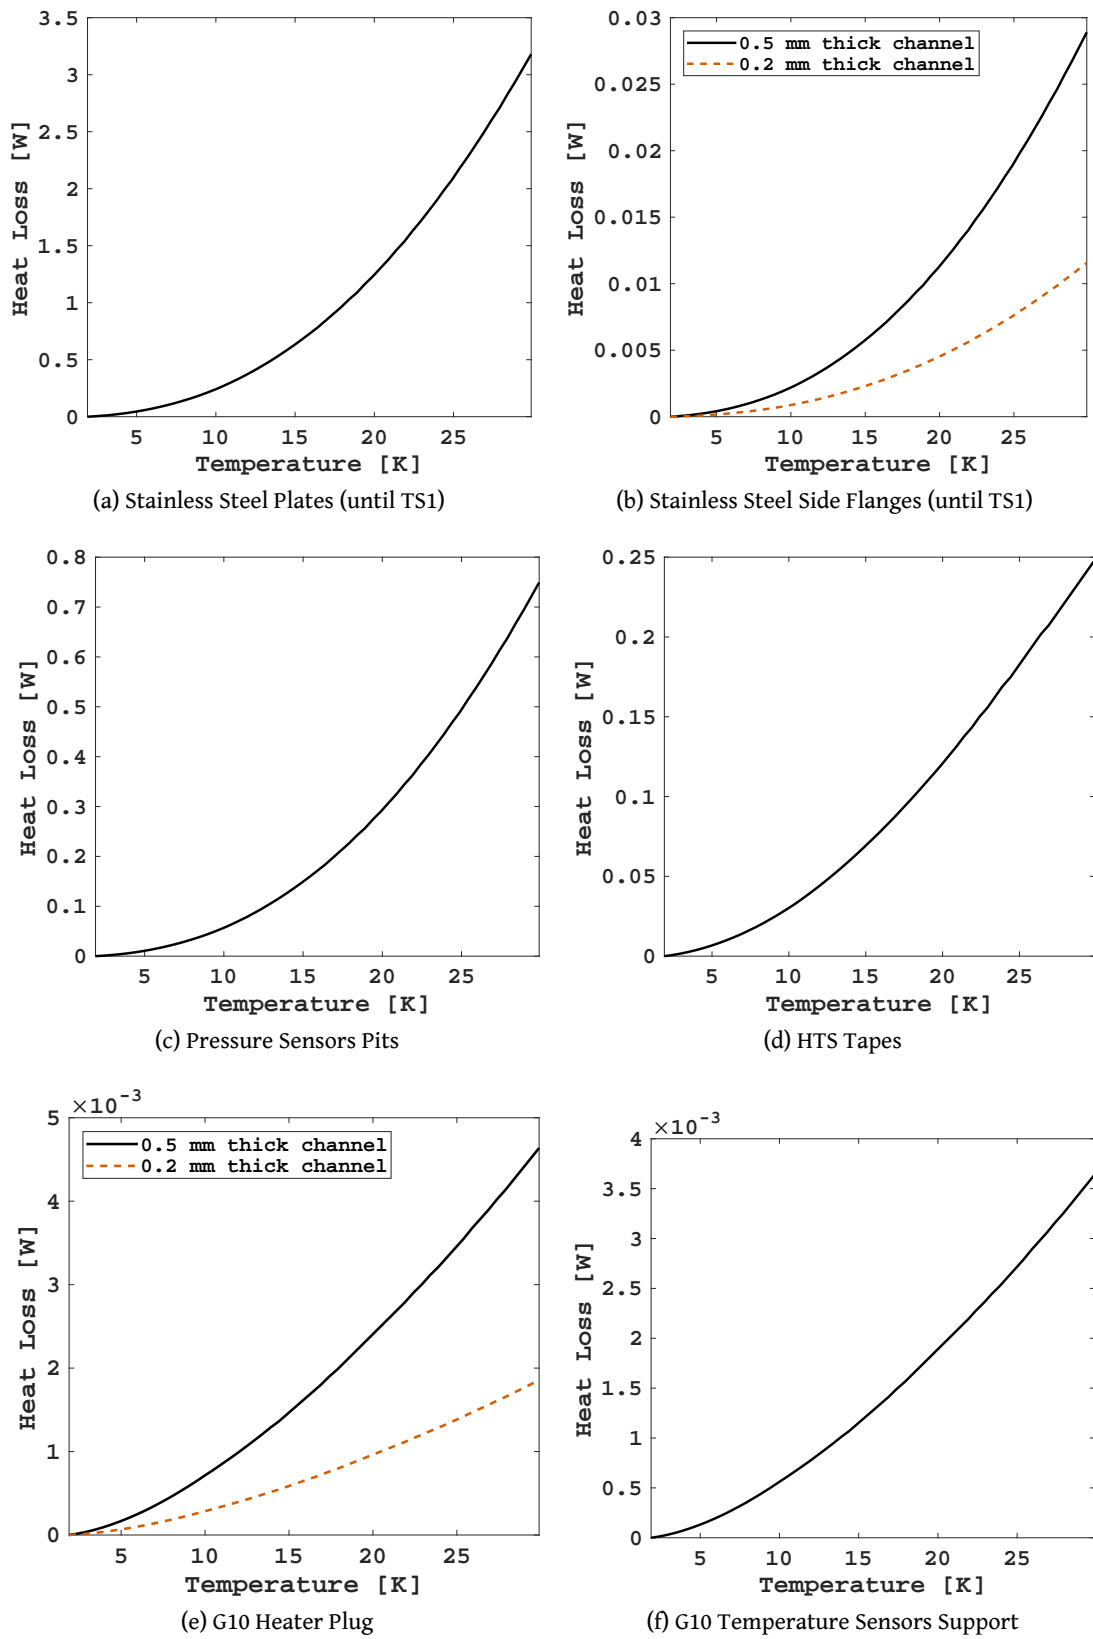 3.5
3
2.5
2
1.5
1
0.5
0
5 10 15 20 25
Heat Loss [W]
Temperature [K]
(a) Stainless Steel Plates (until TS1)
0.03
0.025
0.02
0.015
0.01
0.005
0
5 10 15 20 25
Heat Loss [W]
Temperature [K]
0.5 mm thick channel
0.2 mm thick channel
(b) Stainless Steel Side Flanges (until TS1)
0.8
0.7
0.6
0.5
0.4
0.3
0.2
0.1
0
5 10 15 20 25
Heat Loss [W]
Temperature [K]
(c) Pressure Sensors Pits
0.25
0.2
0.15
0.1
0.05
0
5 10 15 20 25
Heat Loss [W]
Temperature [K]
(d) HTS Tapes
×10⁻³
5
4
3
2
1
0
5 10 15 20 25
Heat Loss [W]
Temperature [K]
0.5 mm thick channel
0.2 mm thick channel
(e) G10 Heater Plug
×10⁻³
4
3.5
3
2.5
2
1.5
1
0.5
0
5 10 15 20 25
Heat Loss [W]
Temperature [K]
(f) G10 Temperature Sensors Support